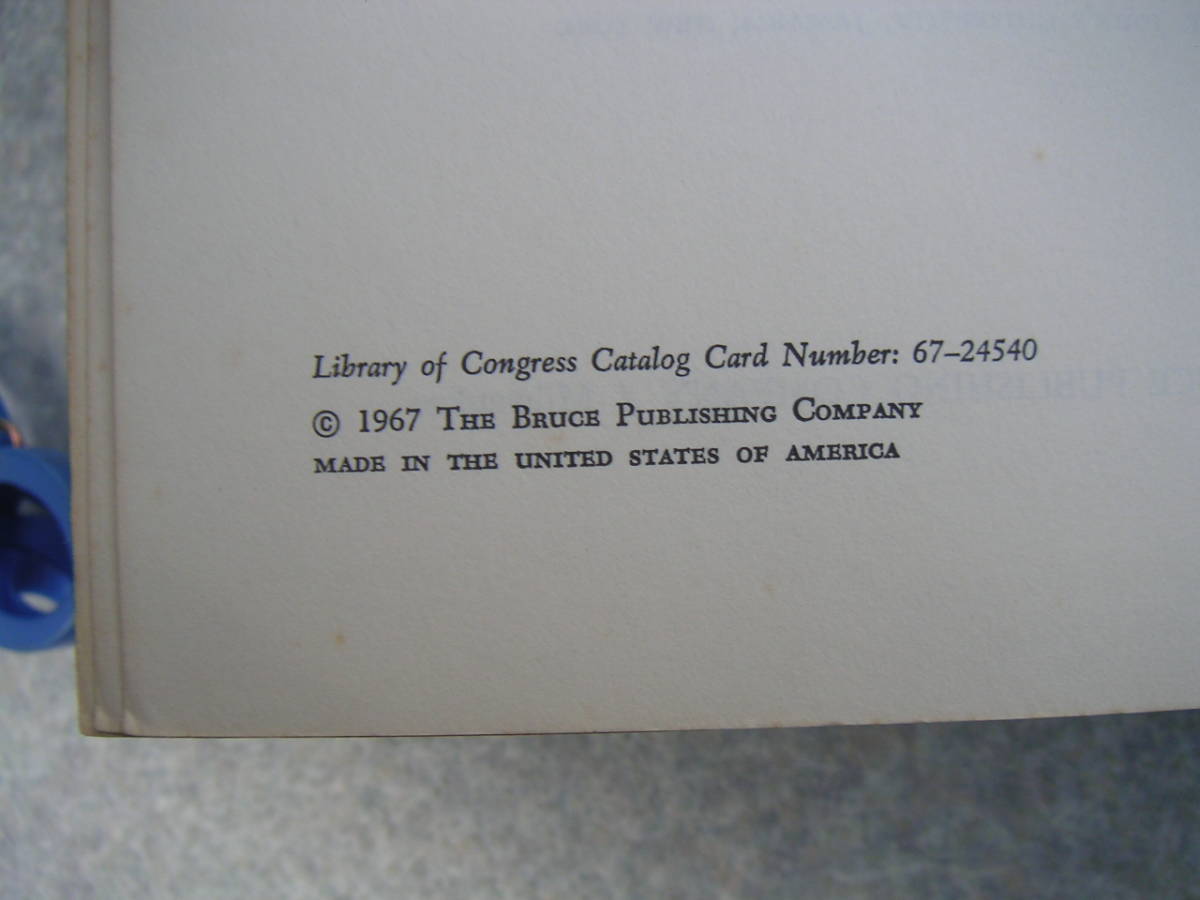 Library of Congress Catalog Card Number: 67–24540
© 1967 The Bruce Publishing Company
MADE IN THE UNITED STATES OF AMERICA